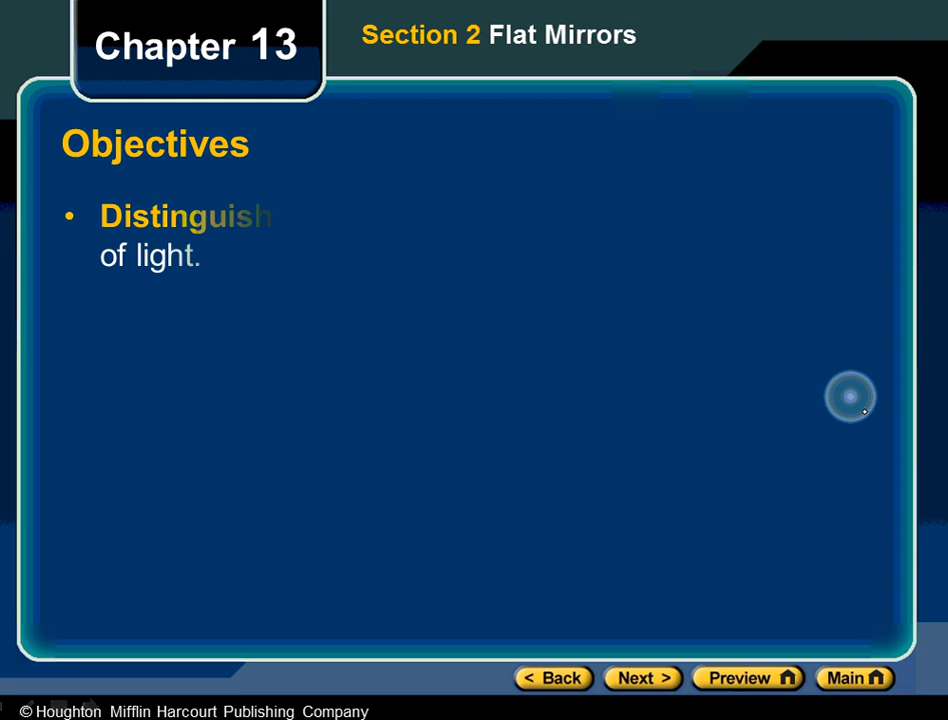 Chapter 13
Section 2 Flat Mirrors
Objectives
• Distinguish
of light.
< Back
Next >
Preview
Main
© Houghton Mifflin Harcourt Publishing Company